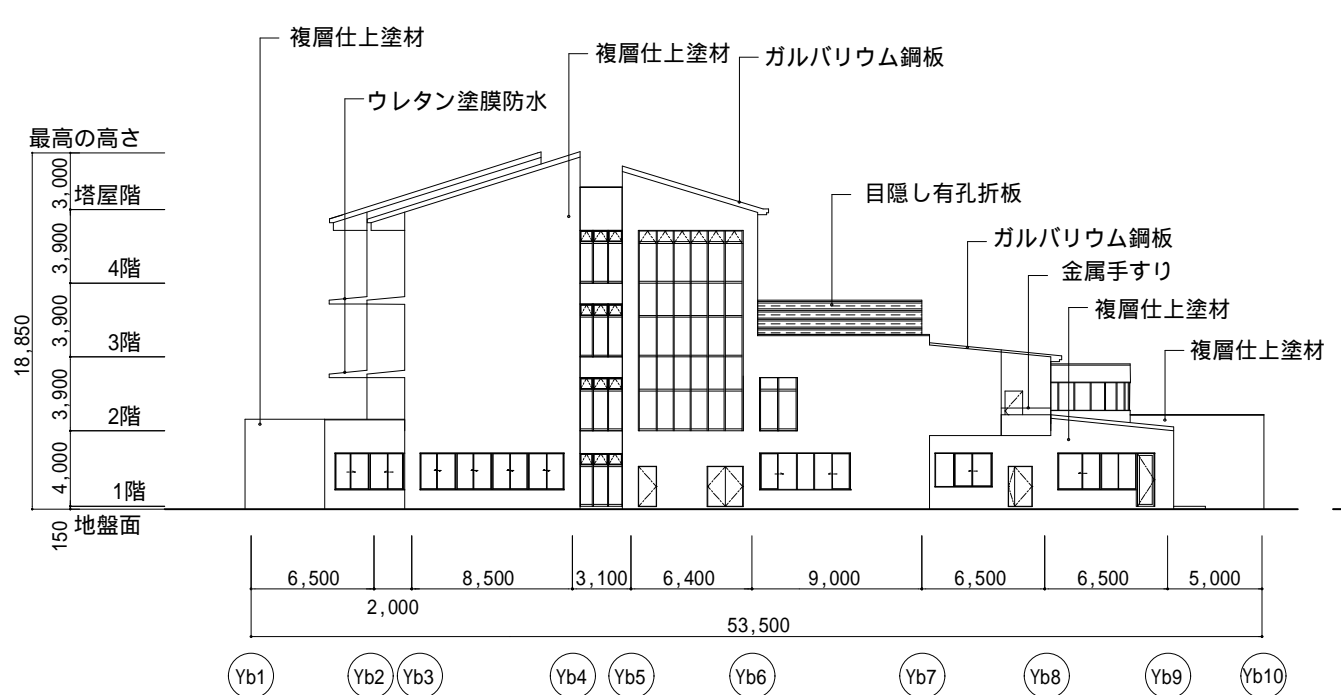 複層仕上塗材
複層仕上塗材
ガルバリウム鋼板
ウレタン塗膜防水
最高の高さ
3,000
塔屋階
目隠し有孔折板
3,900
ガルバリウム鋼板
4階
金属手すり
3,900
複層仕上塗材
18,850
3階
複層仕上塗材
3,900
2階
4,000
1階
150
地盤面
6,500
8,500
3,100
6,400
9,000
6,500
6,500
5,000
2,000
53,500
Yb1
Yb2
Yb3
Yb4
Yb5
Yb6
Yb7
Yb8
Yb9
Yb10